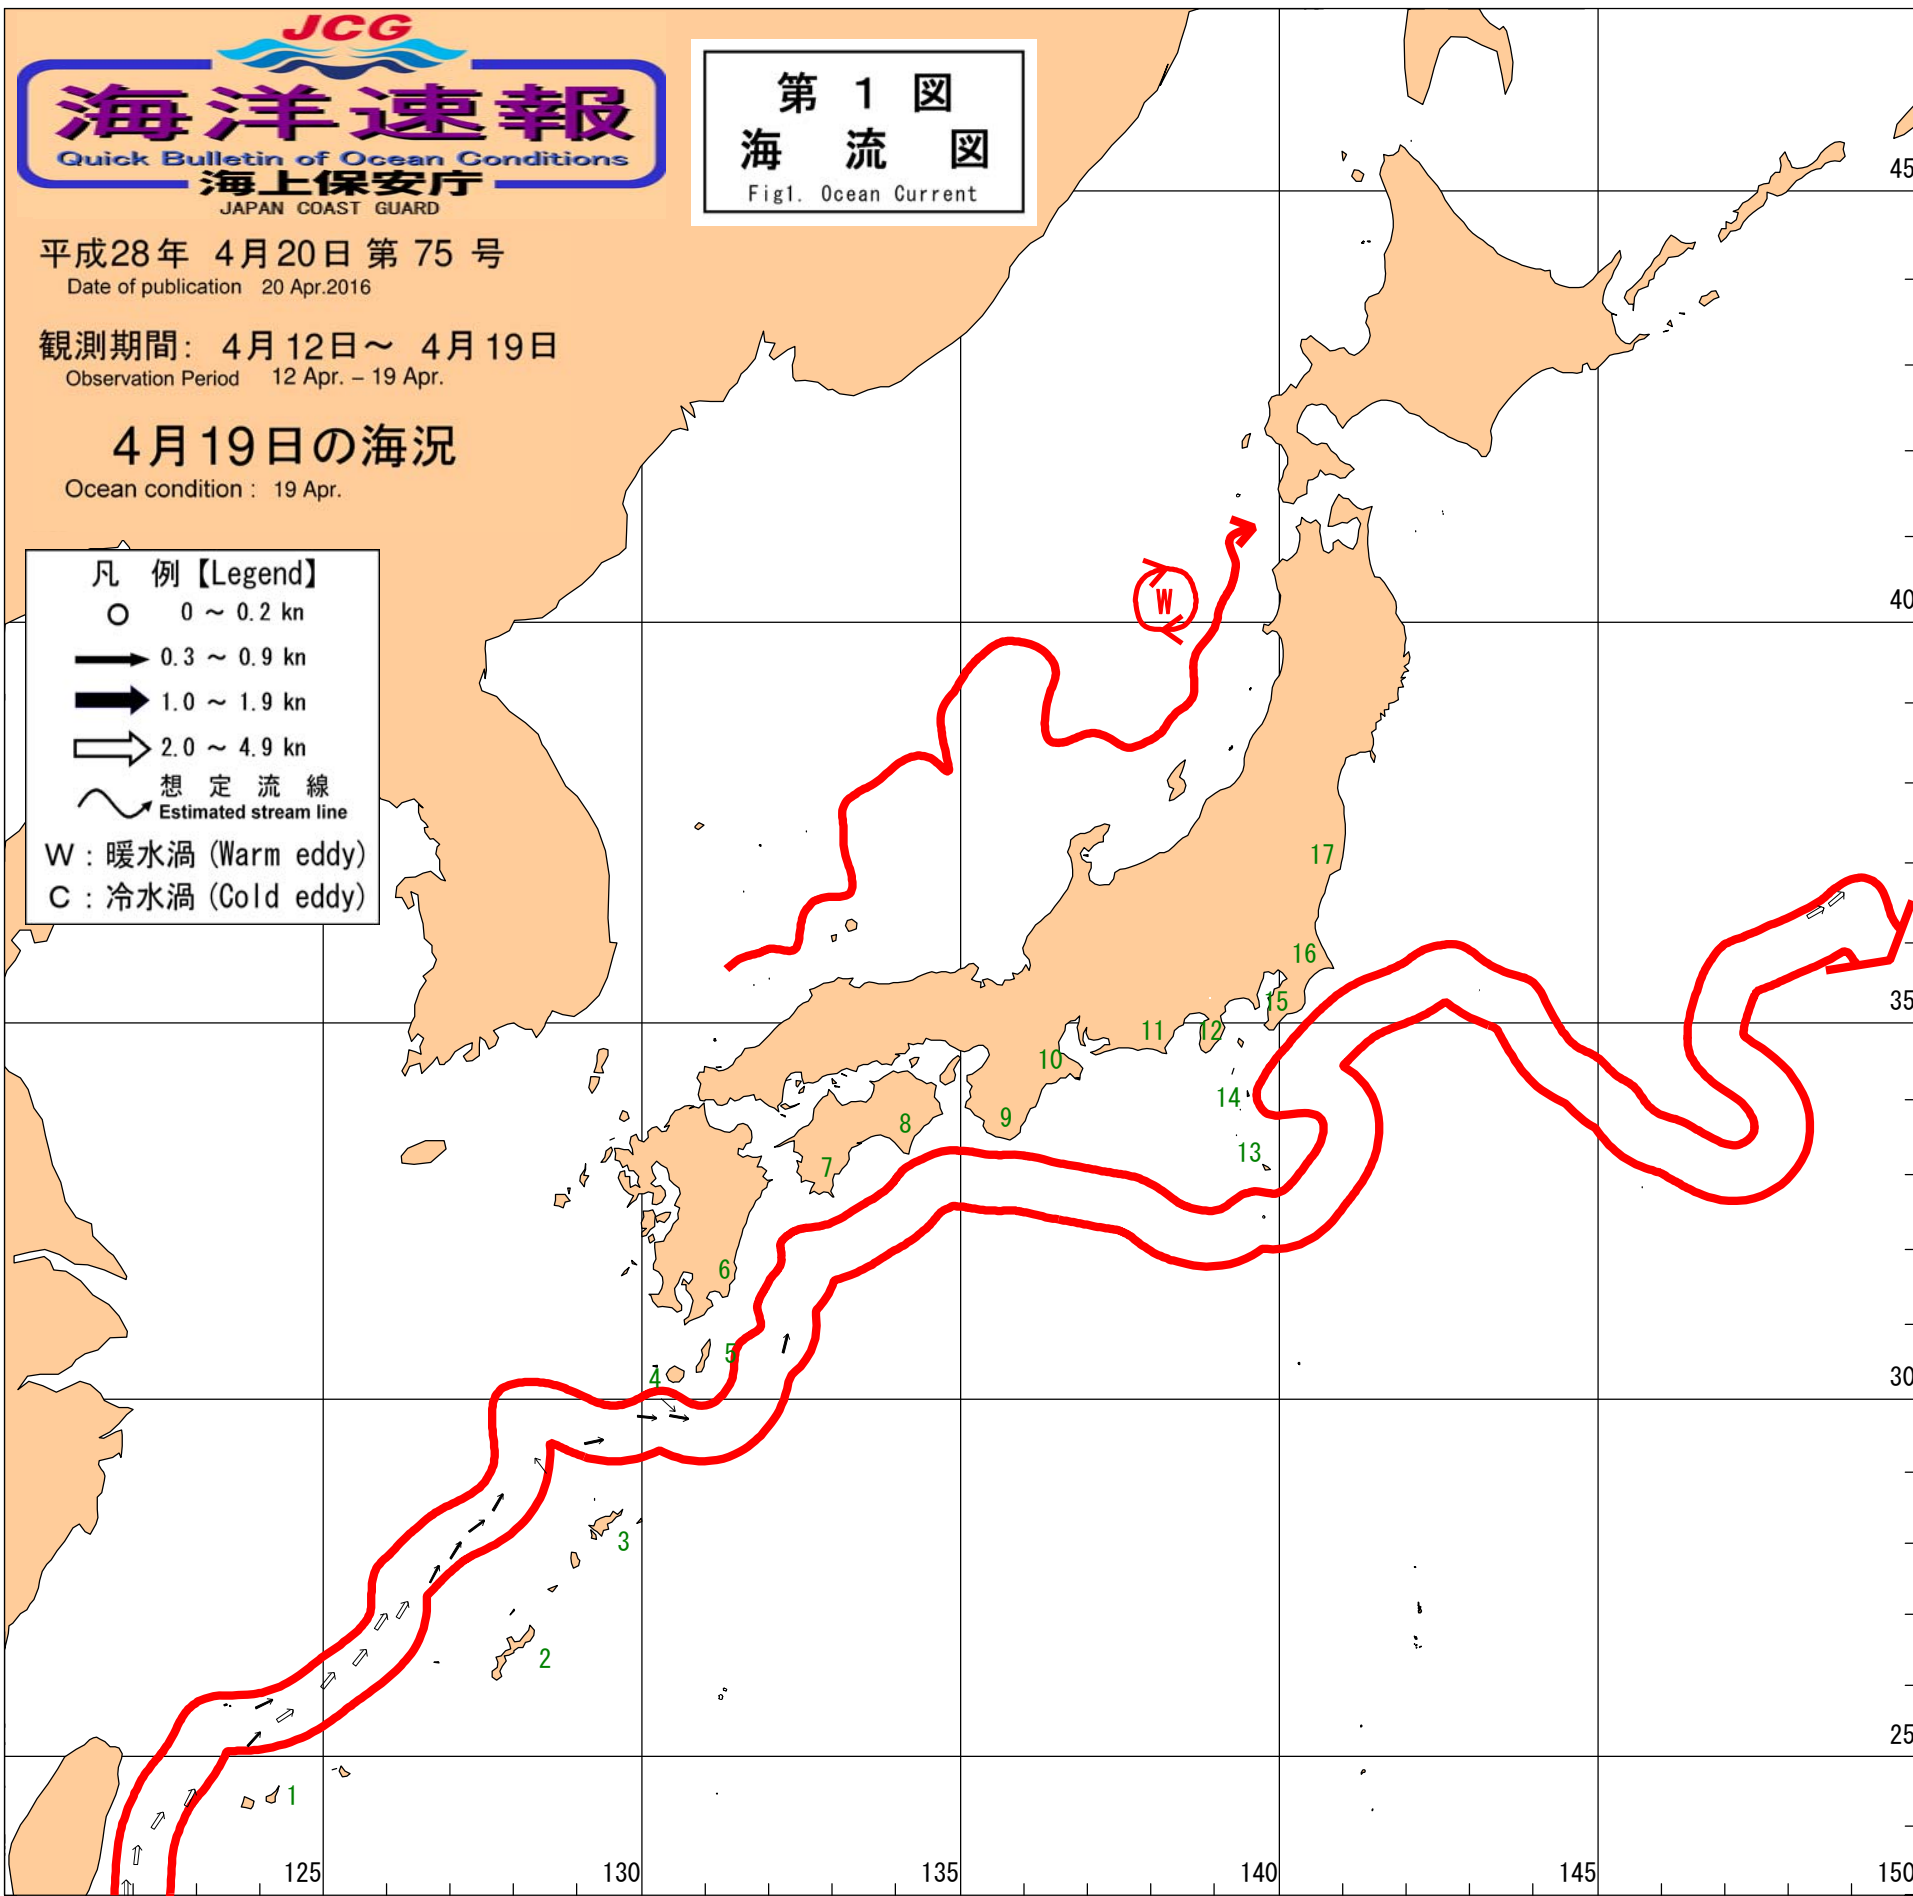 JCG
海洋速報
Quick Bulletin of Ocean Conditions
海上保安庁
JAPAN COAST GUARD
第 1 図
海 流 図
Fig1. Ocean Current
平成28年 4月20日 第 75 号
Date of publication 20 Apr.2016
観測期間: 4月12日～ 4月19日
Observation Period 12 Apr. – 19 Apr.
4月19日の海況
Ocean condition : 19 Apr.
凡 例【Legend】
0 ～ 0.2 kn
0.3 ～ 0.9 kn
1.0 ～ 1.9 kn
2.0 ～ 4.9 kn
想 定 流 線
Estimated stream line
W : 暖水渦 (Warm eddy)
C : 冷水渦 (Cold eddy)
45
W
40
17
16
35
15
12
11
10
14
9
8
13
7
6
5
4
30
3
2
25
1
125
130
135
140
145
150